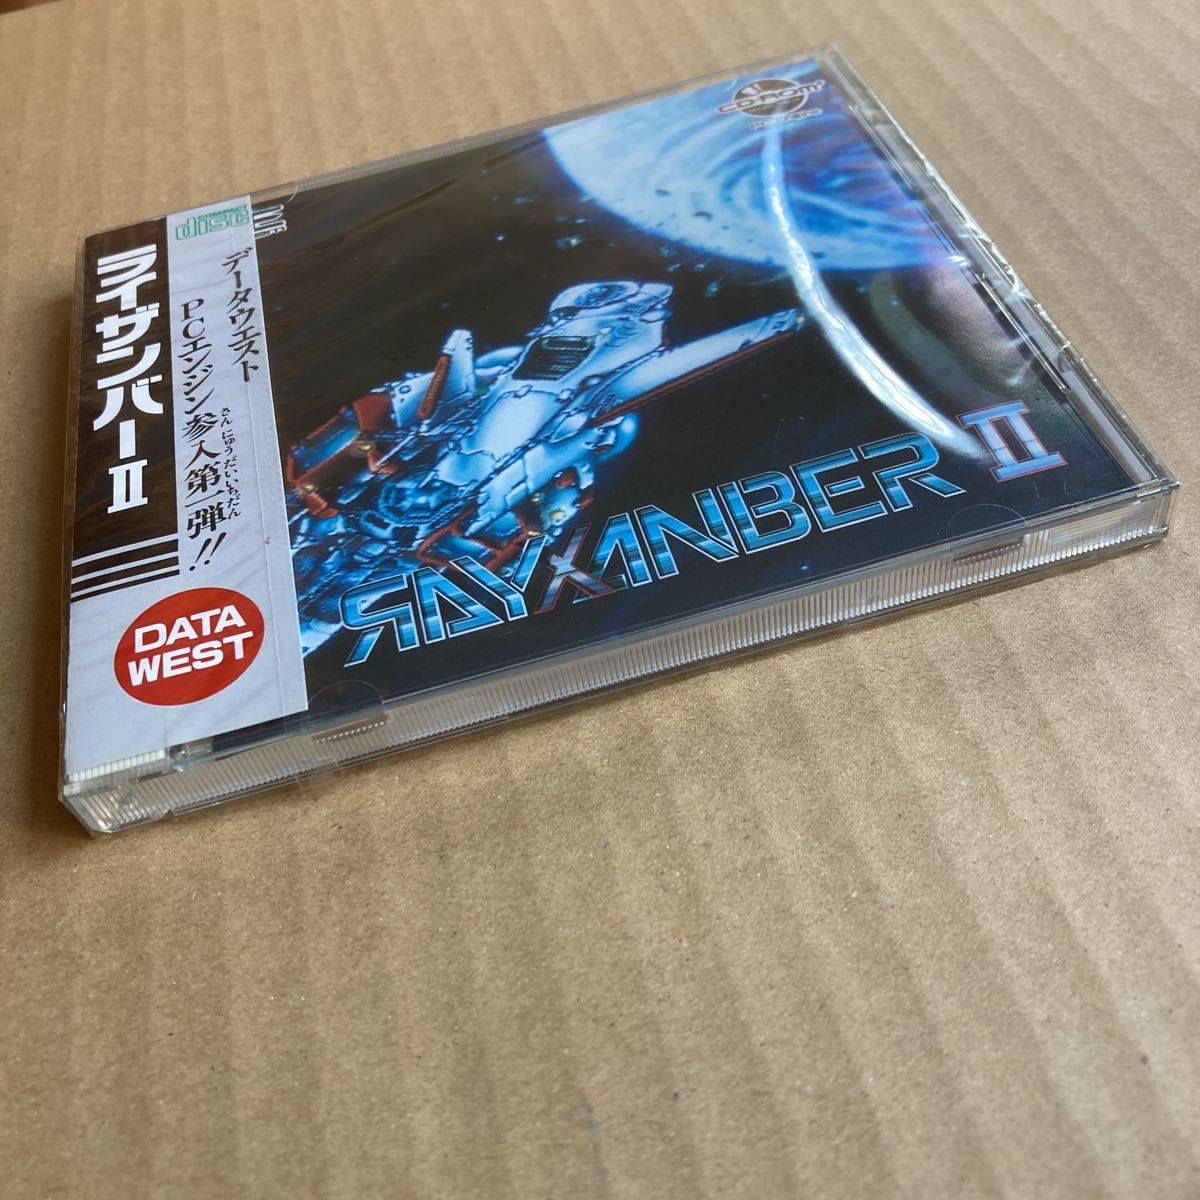 ライザンバーII
COMPACT
disc
データウエスト
PCエンジン参入第一弾!!
さんにゅうだいいちだん
DATA
WEST
CD-ROM²
RAYXANBER II